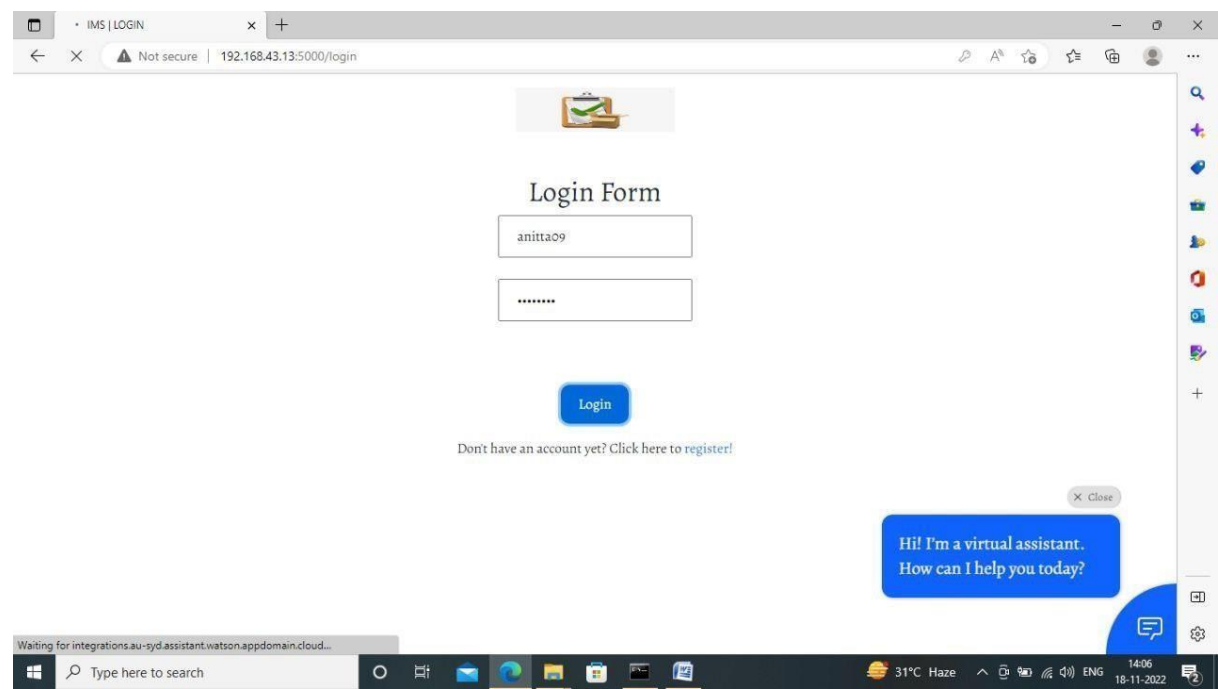 IMS | LOGIN
Not secure | 192.168.43.13:5000/login
Login Form
anitta09
••••••••
Login
Don't have an account yet? Click here to register!
Close
Hi! I'm a virtual assistant.
How can I help you today?
Waiting for integrations.au-syd.assistant.watson.appdomain.cloud...
Type here to search
31°C Haze
ENG
14:06
18-11-2022
2